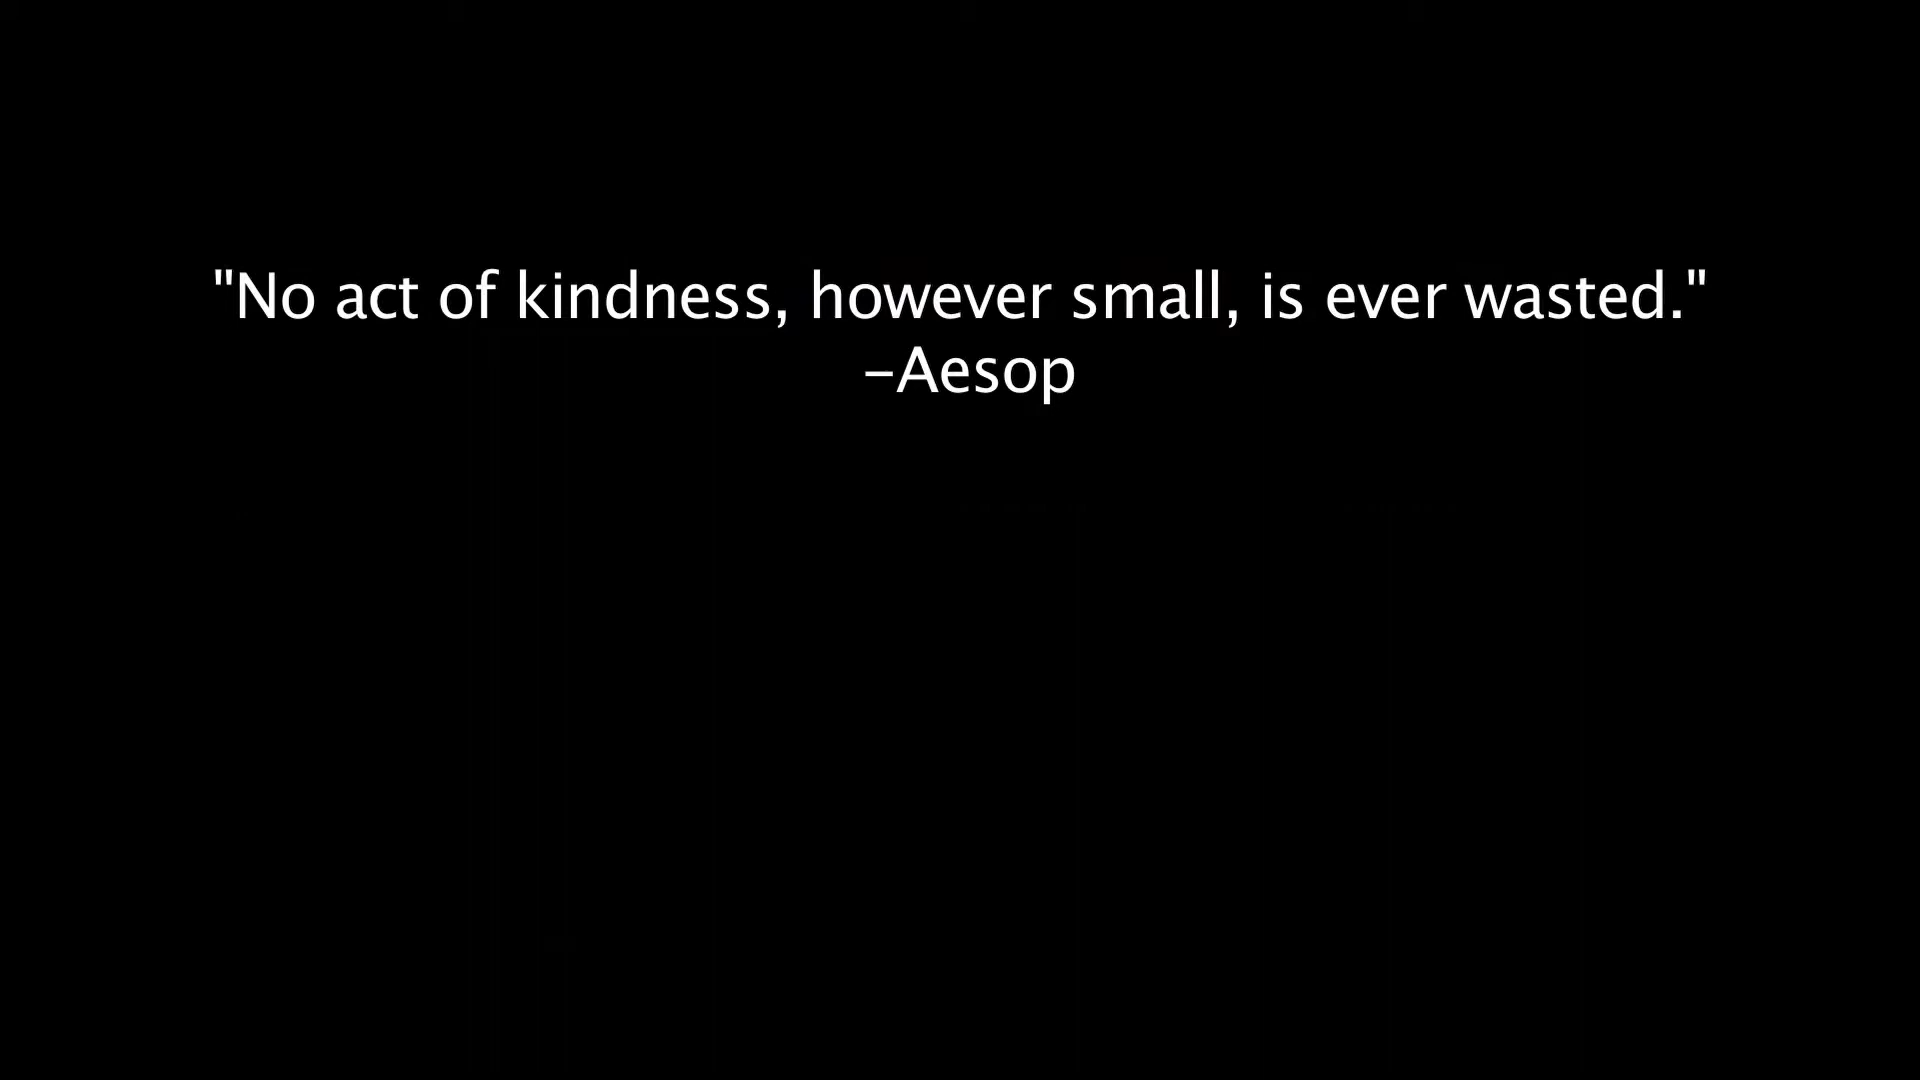 "No act of kindness, however small, is ever wasted."
–Aesop